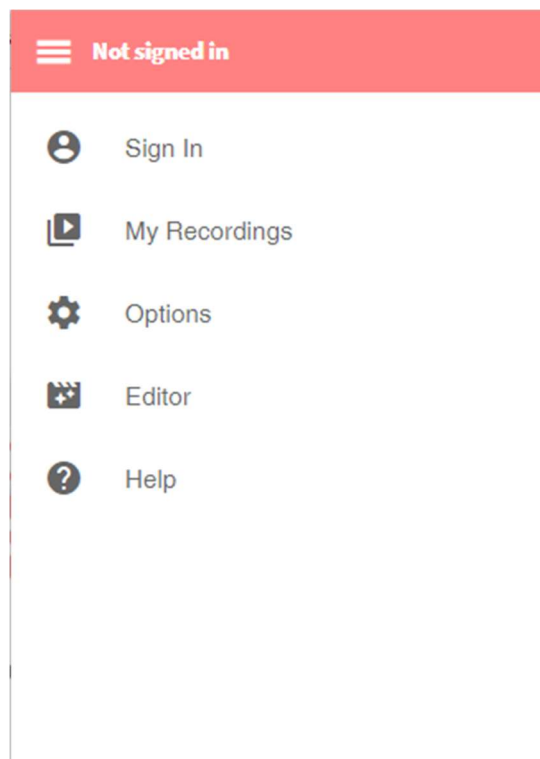 Not signed in
Sign In
My Recordings
Options
Editor
Help